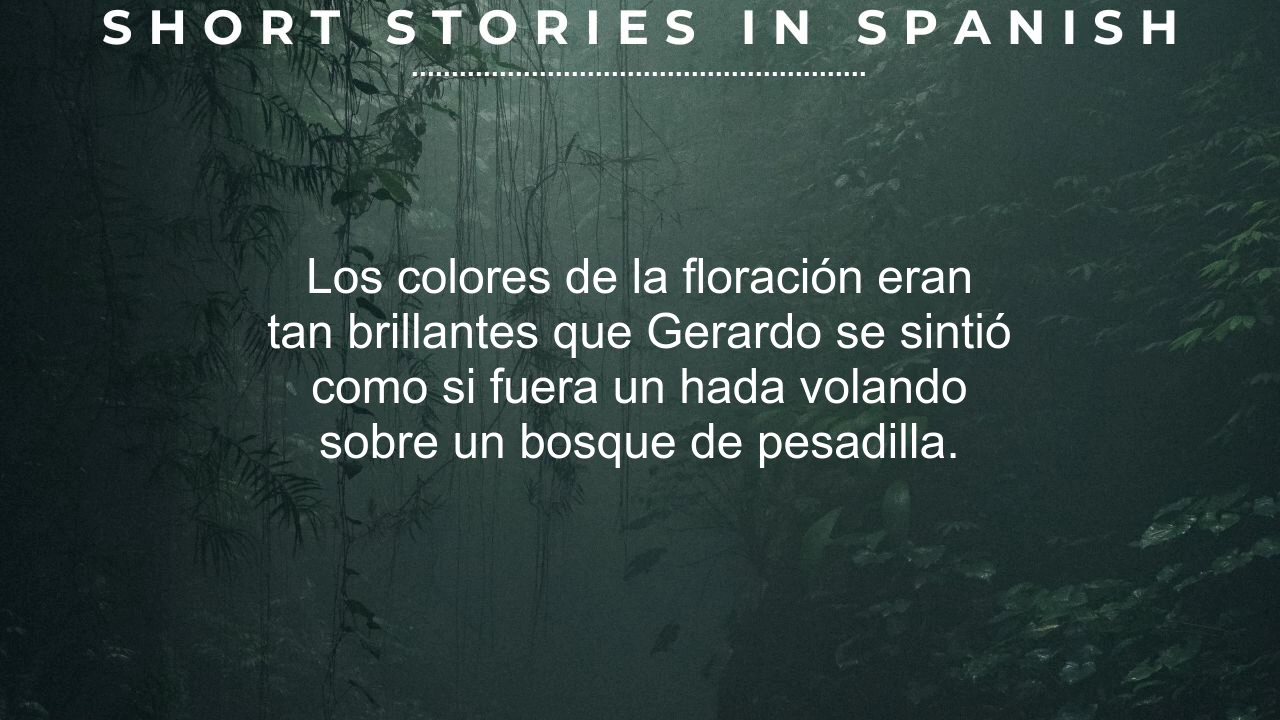 SHORT STORIES IN SPANISH
Los colores de la floración eran
tan brillantes que Gerardo se sintió
como si fuera un hada volando
sobre un bosque de pesadilla.